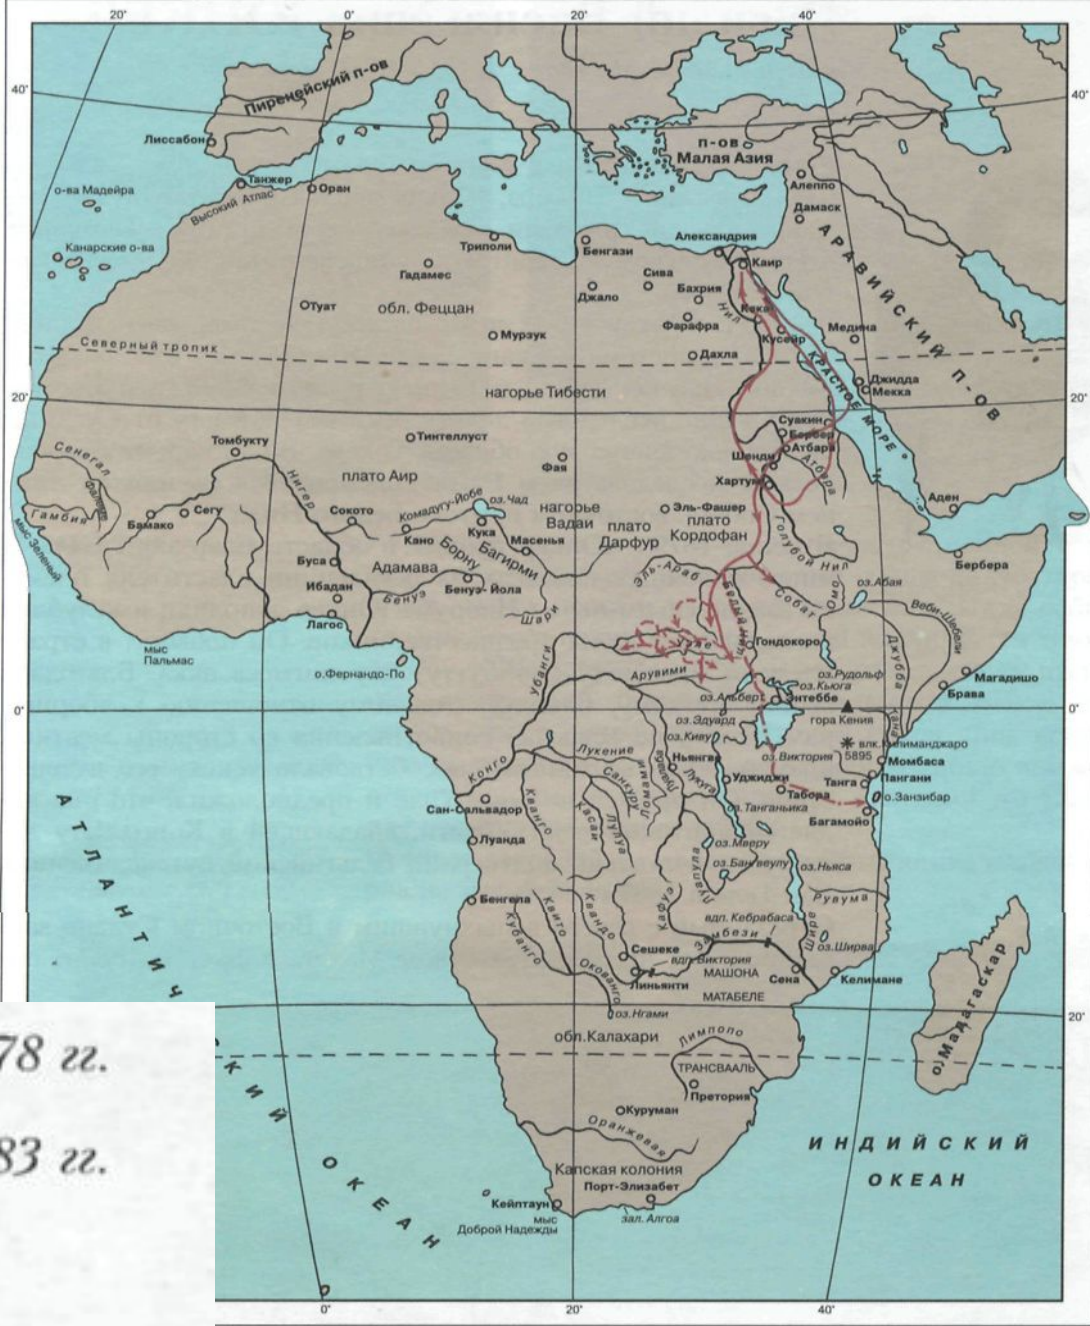 20°
0°
20°
40°
40°
40°
Пиренейский п-ов
Лиссабон
п-ов
Малая Азия
Алеппо
Танжер
Оран
о-ва Мадейра
Высокий Атлас
Дамаск
Канарские о-ва
Триполи
Бенгази
Александрия
Каир
АРАВИЙСКИЙ П-ОВ
Гадамес
Сива
Джало
Бахрия
Туат
обл. Феццан
Нил
Фарафра
Кусейр
Медина
Мурзук
Северный тропик
Дахла
КРАСНОЕ МОРЕ
Джидда
Мекка
20°
20°
нагорье Тибести
Суакин
Бербер
Атбара
Томбукту
Тинтеллуст
Сенегал
Фая
Шенди
Атбара
плато Аир
Хартум
Фалеме
Нигер
Гамбия
Бамако
Сегу
Сокото
Комадугу-Йобе
оз.Чад
нагорье
Вадаи
Эль-Фашер
Аден
мыс Зеленый
Кано
Кука
Масенья
плато
Дарфур
плато
Кордофан
Голубой Нил
Буса
Адамава
Борну
Багирми
Эль-Араб
Бербера
Ибадан
Бенуэ
Бенуэ-Йола
Шари
Белый Нил
Собат
Омо
оз.Абая
Веби-Шебели
Лагос
мыс
Пальмас
о.Фернандо-По
Убанги
Уэле
Гондокоро
Джубба
Арувими
оз.Рудольф
оз.Кьога
Магадишо
Брава
оз.Альберт
Энтеббе
0°
0°
оз.Эдуард
гора Кения
Тана
оз.Киву
оз.Виктория
влк.Килиманджаро
5895
Лукение
Ньянгве
Момбаса
Конго
Санкуру
Ломами
Луалаба
Лукуга
Уджиджи
Табора
Танга
Пангани
о.Занзибар
Сан-Сальвадор
Кванго
Касаи
Лулуа
оз.Танганьика
Багамойо
Луанда
оз.Мверу
оз.Бангвеулу
оз.Ньяса
Луапула
Бенгела
Кубанго
Квито
Квандо
Кафуэ
Рувума
вдп. Кебрабаса
Замбези
Шире
оз.Ширва
Сешеке
вдп.Виктория
Окованго
Линьянти
МАШОНА
Сена
Келимане
МАТАБЕЛЕ
о.Мадагаскар
оз.Нгами
20°
обл.Калахари
Лимпопо
ТРАНСВААЛЬ
Претория
Куруман
Оранжевая
Капская колония
Порт-Элизабет
Кейптаун
мыс
Доброй Надежды
зал. Алгоа
АТЛАНТИЧ
СКИЙ
ОКЕАН
ИНДИЙСКИЙ
ОКЕАН
78 гг.
83 гг.
0°
20°
40°